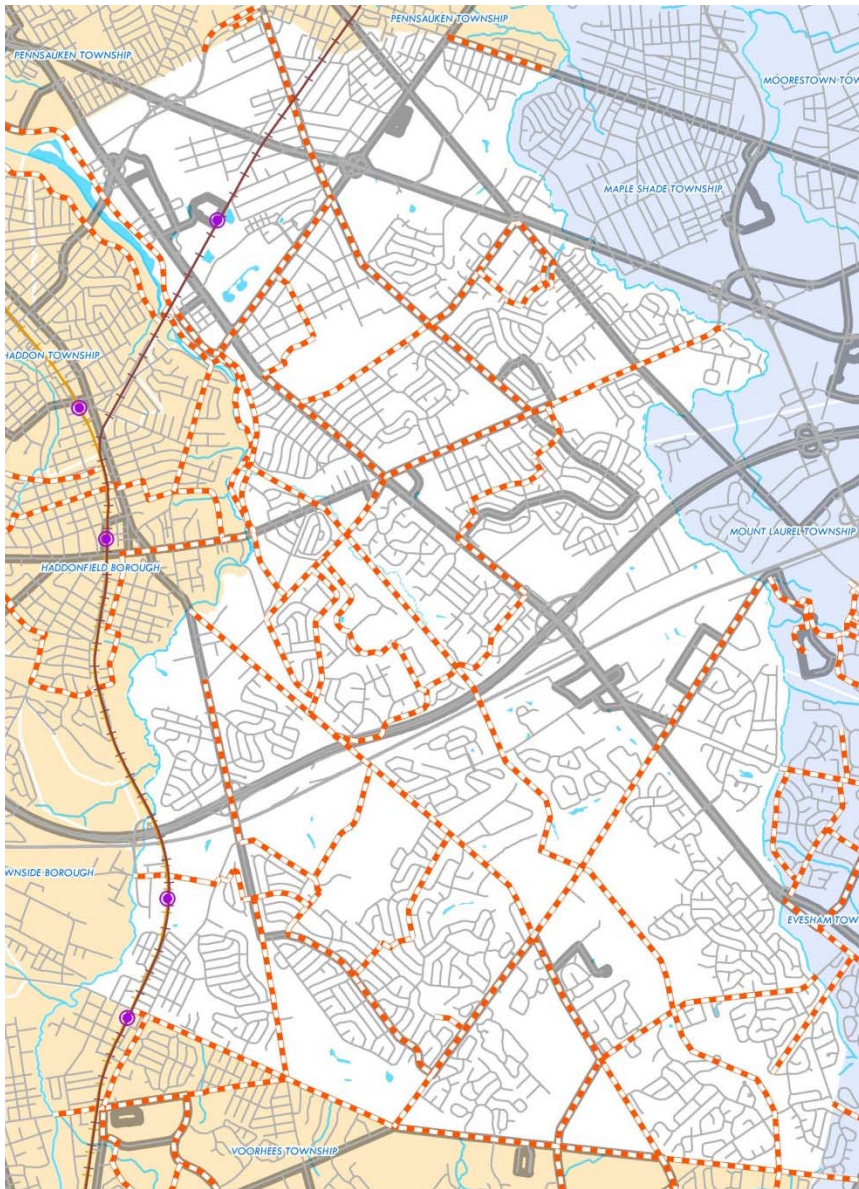 PENNSAUKEN TOWNSHIP
PENNSAUKEN TOWNSHIP
MOORESTOWN TOW
MAPLE SHADE TOWNSHIP
HADDON TOWNSHIP
MOUNT LAUREL TOWNSHIP
HADDONFIELD BOROUGH
WNSIDE BOROUGH
EVESHAM TOW
VOORHEES TOWNSHIP